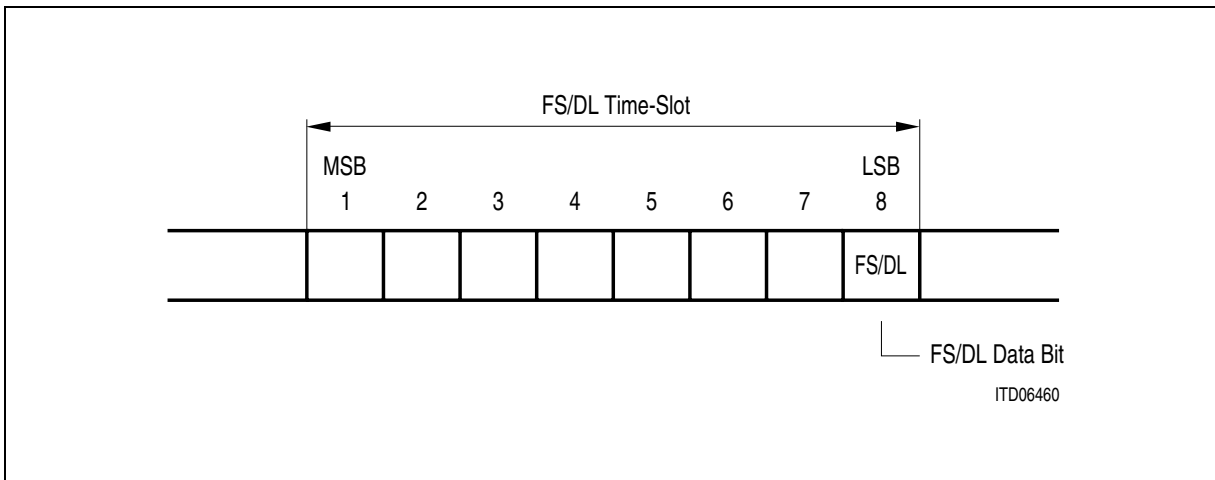 FS/DL Time-Slot
MSB LSB
1 2 3 4 5 6 7 8
FS/DL
FS/DL Data Bit
ITD06460